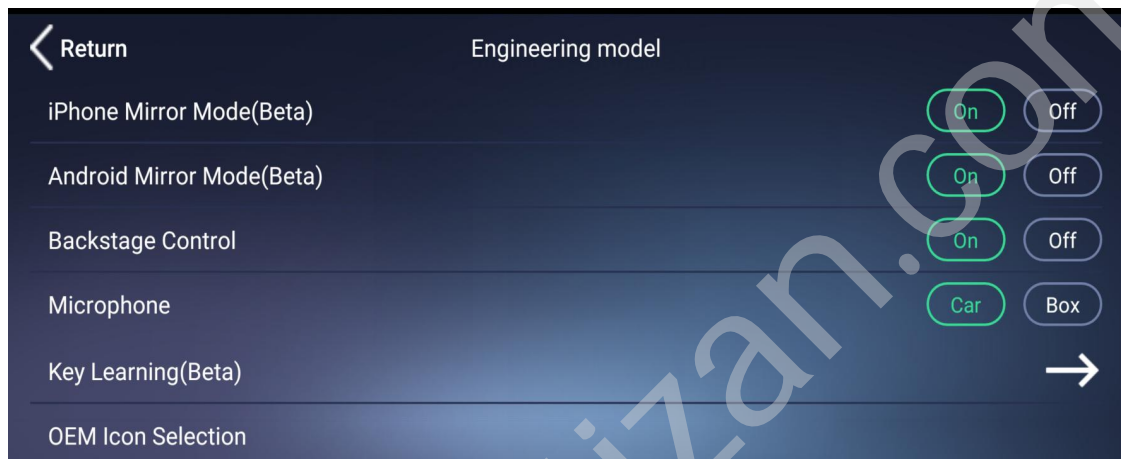 Return Engineering model
iPhone Mirror Mode(Beta) On Off
Android Mirror Mode(Beta) On Off
Backstage Control On Off
Microphone Car Box
Key Learning(Beta)
OEM Icon Selection